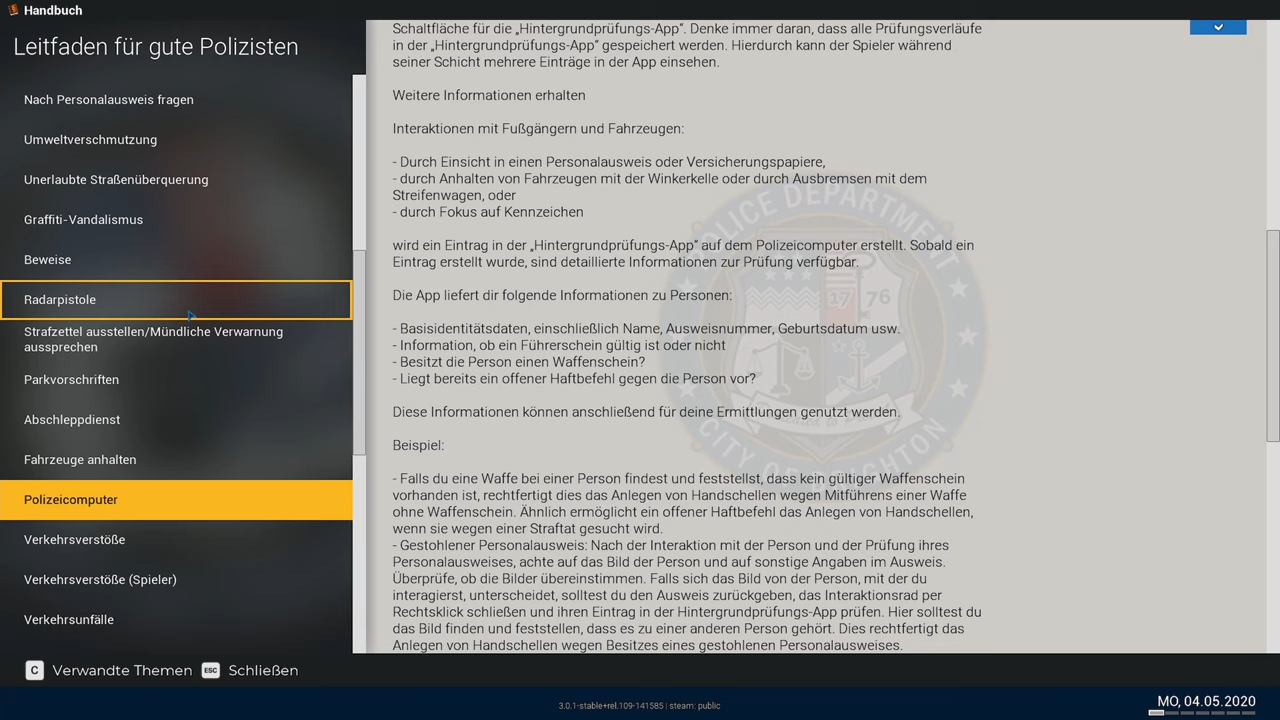 Handbuch
Leitfaden für gute Polizisten
Nach Personalausweis fragen
Umweltverschmutzung
Unerlaubte Straßenüberquerung
Graffiti-Vandalismus
Beweise
Radarpistole
Strafzettel ausstellen/Mündliche Verwarnung
aussprechen
Parkvorschriften
Abschleppdienst
Fahrzeuge anhalten
Polizeicomputer
Verkehrsverstöße
Verkehrsverstöße (Spieler)
Verkehrsunfälle
Schaltfläche für die „Hintergrundprüfungs-App“. Denke immer daran, dass alle Prüfungsverläufe
in der „Hintergrundprüfungs-App“ gespeichert werden. Hierdurch kann der Spieler während
seiner Schicht mehrere Einträge in der App einsehen.
Weitere Informationen erhalten
Interaktionen mit Fußgängern und Fahrzeugen:
- Durch Einsicht in einen Personalausweis oder Versicherungspapiere,
- durch Anhalten von Fahrzeugen mit der Winkerkelle oder durch Ausbremsen mit dem
Streifenwagen, oder
- durch Fokus auf Kennzeichen
wird ein Eintrag in der „Hintergrundprüfungs-App“ auf dem Polizeicomputer erstellt. Sobald ein
Eintrag erstellt wurde, sind detaillierte Informationen zur Prüfung verfügbar.
Die App liefert dir folgende Informationen zu Personen:
- Basisidentitätsdaten, einschließlich Name, Ausweisnummer, Geburtsdatum usw.
- Information, ob ein Führerschein gültig ist oder nicht
- Besitzt die Person einen Waffenschein?
- Liegt bereits ein offener Haftbefehl gegen die Person vor?
Diese Informationen können anschließend für deine Ermittlungen genutzt werden.
Beispiel:
- Falls du eine Waffe bei einer Person findest und feststellst, dass kein gültiger Waffenschein
vorhanden ist, rechtfertigt dies das Anlegen von Handschellen wegen Mitführens einer Waffe
ohne Waffenschein. Ähnlich ermöglicht ein offener Haftbefehl das Anlegen von Handschellen,
wenn sie wegen einer Straftat gesucht wird.
- Gestohlener Personalausweis: Nach der Interaktion mit der Person und der Prüfung ihres
Personalausweises, achte auf das Bild der Person und auf sonstige Angaben im Ausweis.
Überprüfe, ob die Bilder übereinstimmen. Falls sich das Bild von der Person, mit der du
interagierst, unterscheidet, solltest du den Ausweis zurückgeben, das Interaktionsrad per
Rechtsklick schließen und ihren Eintrag in der Hintergrundprüfungs-App prüfen. Hier solltest du
das Bild finden und feststellen, dass es zu einer anderen Person gehört. Dies rechtfertigt das
Anlegen von Handschellen wegen Besitzes eines gestohlenen Personalausweises.
POLICE DEPARTMENT
17 76
CITY OF BRIGHTON
C Verwandte Themen ESC Schließen
3.0.1-stable+rel.109-141585 | steam: public
MO, 04.05.2020